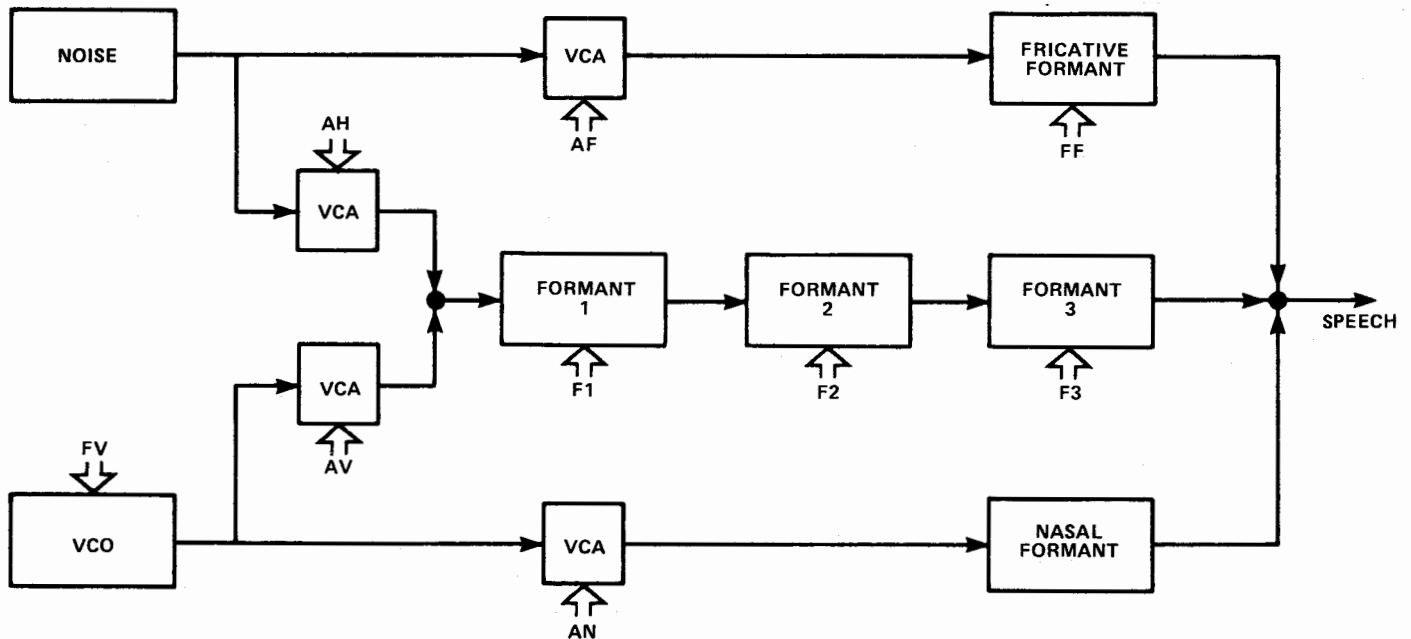 NOISE
VCA
AF
FRICATIVE
FORMANT
FF
AH
VCA
FORMANT
1
F1
FORMANT
2
F2
FORMANT
3
F3
SPEECH
VCA
AV
FV
VCO
VCA
AN
NASAL
FORMANT